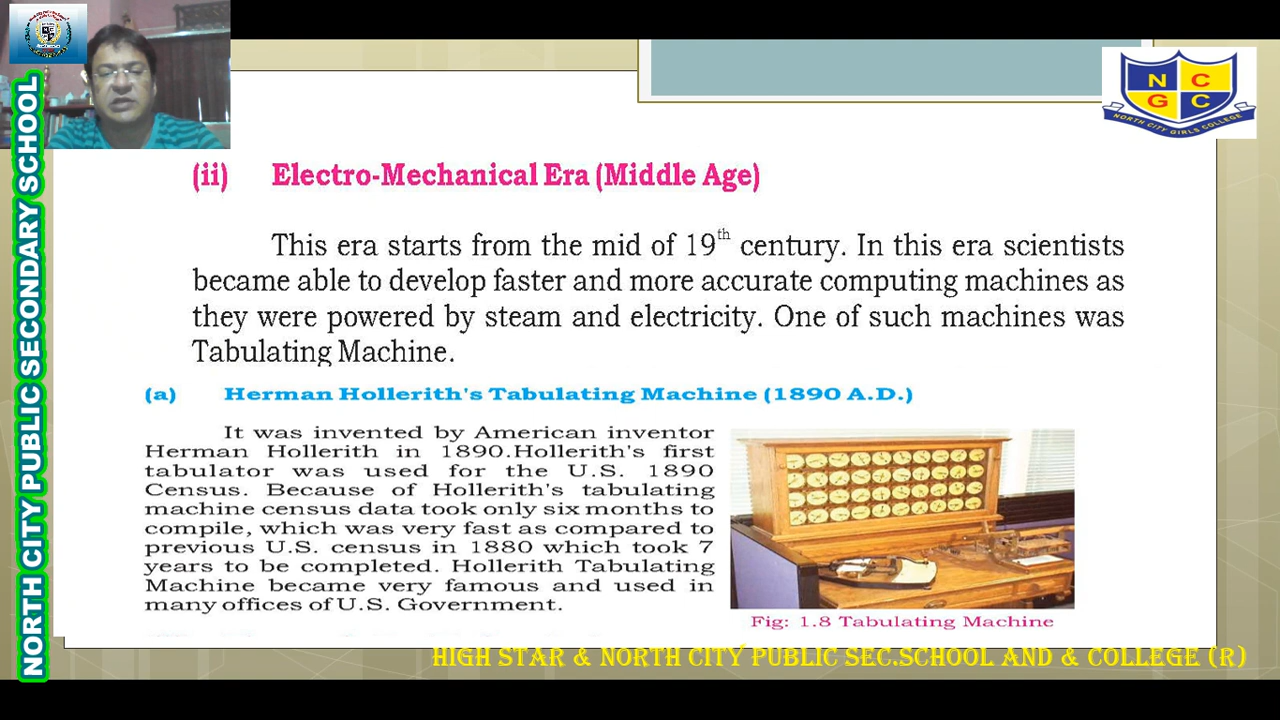 NORTH CITY PUBLIC SECONDARY SCHOOL
N C
G C
NORTH CITY GIRLS COLLEGE
(ii) Electro-Mechanical Era (Middle Age)
This era starts from the mid of 19th century. In this era scientists
became able to develop faster and more accurate computing machines as
they were powered by steam and electricity. One of such machines was
Tabulating Machine.
(a) Herman Hollerith's Tabulating Machine (1890 A.D.)
It was invented by American inventor
Herman Hollerith in 1890.Hollerith's first
tabulator was used for the U.S. 1890
Census. Because of Hollerith's tabulating
machine census data took only six months to
compile, which was very fast as compared to
previous U.S. census in 1880 which took 7
years to be completed. Hollerith Tabulating
Machine became very famous and used in
many offices of U.S. Government.
Fig: 1.8 Tabulating Machine
HIGH STAR & NORTH CITY PUBLIC SEC.SCHOOL AND & COLLEGE (R)